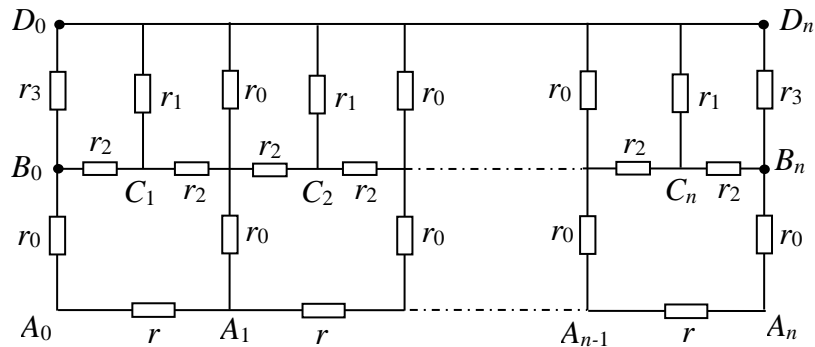 D₀ Dₙ
r₃ r₁ r₀ r₁ r₀ r₀ r₁ r₃
r₂ r₂ r₂
B₀ Bₙ
C₁ r₂ C₂ r₂ Cₙ r₂
r₀ r₀ r₀ r₀ r₀
A₀ r A₁ r Aₙ₋₁ r Aₙ